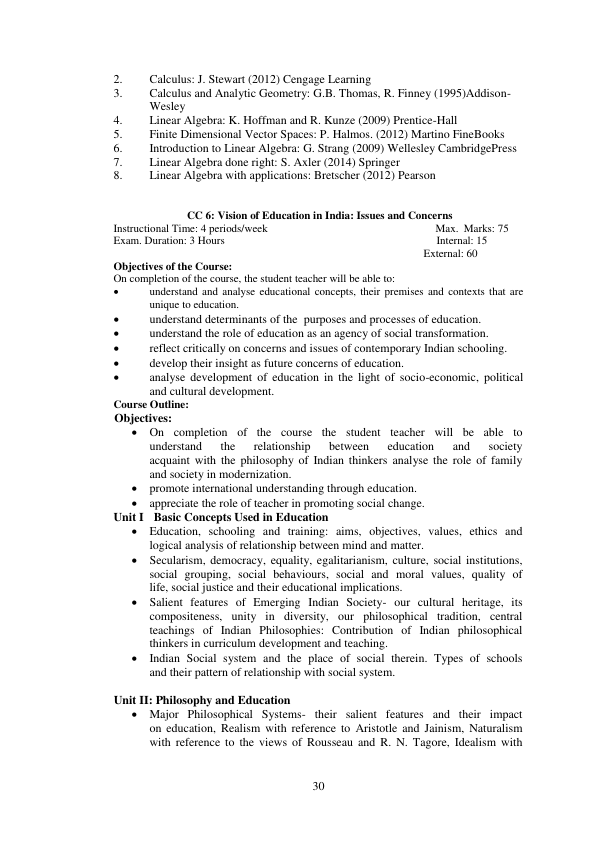 2. Calculus: J. Stewart (2012) Cengage Learning
3. Calculus and Analytic Geometry: G.B. Thomas, R. Finney (1995)Addison-
Wesley
4. Linear Algebra: K. Hoffman and R. Kunze (2009) Prentice-Hall
5. Finite Dimensional Vector Spaces: P. Halmos. (2012) Martino FineBooks
6. Introduction to Linear Algebra: G. Strang (2009) Wellesley CambridgePress
7. Linear Algebra done right: S. Axler (2014) Springer
8. Linear Algebra with applications: Bretscher (2012) Pearson
CC 6: Vision of Education in India: Issues and Concerns
Instructional Time: 4 periods/week Max. Marks: 75
Exam. Duration: 3 Hours Internal: 15
External: 60
Objectives of the Course:
On completion of the course, the student teacher will be able to:
• understand and analyse educational concepts, their premises and contexts that are
unique to education.
• understand determinants of the purposes and processes of education.
• understand the role of education as an agency of social transformation.
• reflect critically on concerns and issues of contemporary Indian schooling.
• develop their insight as future concerns of education.
• analyse development of education in the light of socio-economic, political
and cultural development.
Course Outline:
Objectives:
• On completion of the course the student teacher will be able to
understand the relationship between education and society
acquaint with the philosophy of Indian thinkers analyse the role of family
and society in modernization.
• promote international understanding through education.
• appreciate the role of teacher in promoting social change.
Unit I Basic Concepts Used in Education
• Education, schooling and training: aims, objectives, values, ethics and
logical analysis of relationship between mind and matter.
• Secularism, democracy, equality, egalitarianism, culture, social institutions,
social grouping, social behaviours, social and moral values, quality of
life, social justice and their educational implications.
• Salient features of Emerging Indian Society- our cultural heritage, its
compositeness, unity in diversity, our philosophical tradition, central
teachings of Indian Philosophies: Contribution of Indian philosophical
thinkers in curriculum development and teaching.
• Indian Social system and the place of social therein. Types of schools
and their pattern of relationship with social system.
Unit II: Philosophy and Education
• Major Philosophical Systems- their salient features and their impact
on education, Realism with reference to Aristotle and Jainism, Naturalism
with reference to the views of Rousseau and R. N. Tagore, Idealism with
30